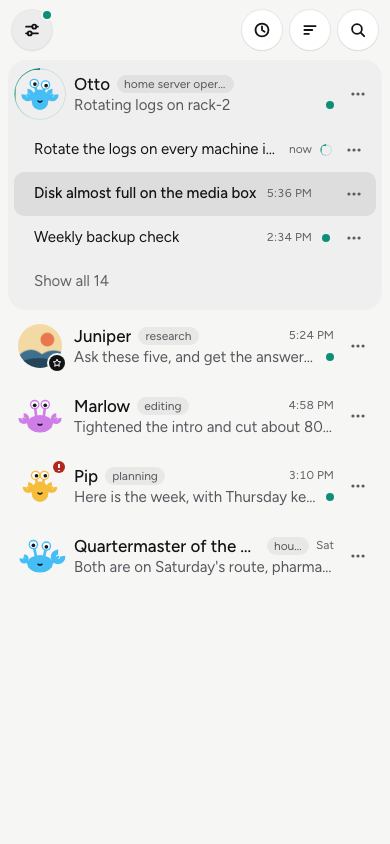 Otto home server oper...
Rotating logs on rack-2
Rotate the logs on every machine i... now
Disk almost full on the media box 5:36 PM
Weekly backup check 2:34 PM
Show all 14
Juniper research 5:24 PM
Ask these five, and get the answer...
Marlow editing 4:58 PM
Tightened the intro and cut about 80...
Pip planning 3:10 PM
Here is the week, with Thursday ke...
Quartermaster of the ... hou... Sat
Both are on Saturday's route, pharma...